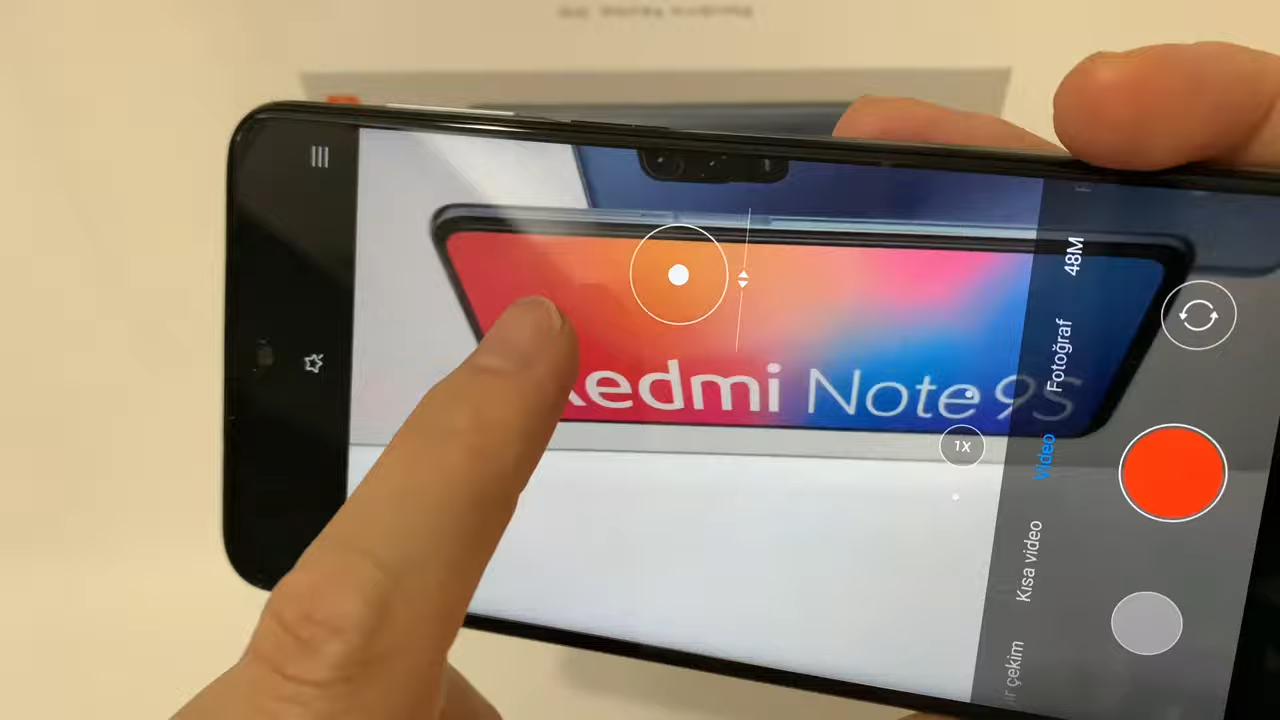 Redmi Note 9S
1X
48M
Fotoğraf
Video
Kısa video
çekim